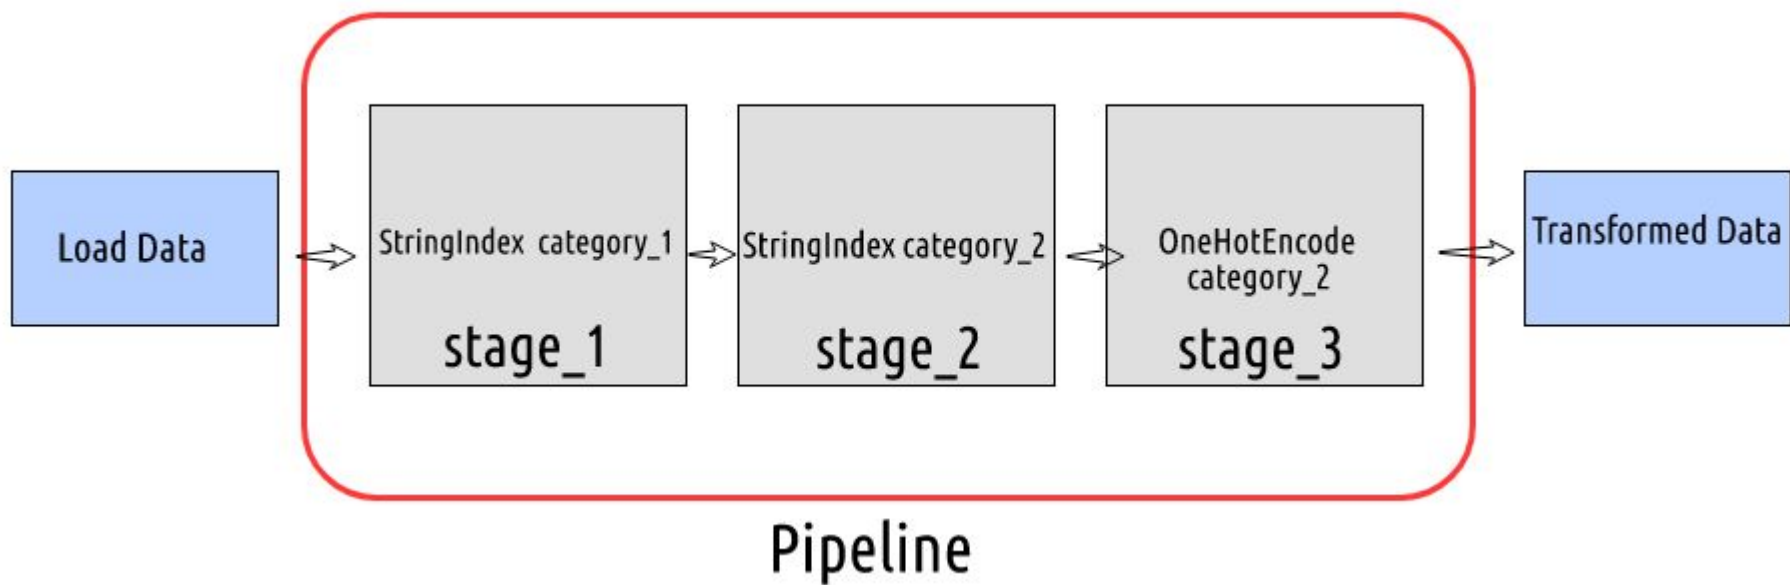 Load Data
StringIndex category_1
stage_1
StringIndex category_2
stage_2
OneHotEncode
category_2
stage_3
Transformed Data
Pipeline